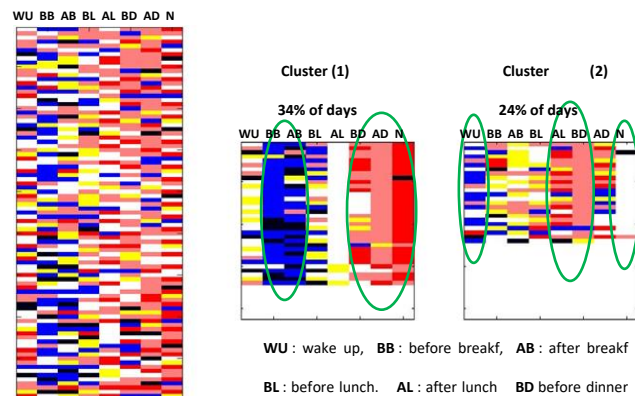 WU BB AB BL AL BD AD N
Cluster (1)
34% of days
WU BB AB BL AL BD AD N
Cluster (2)
24% of days
WU BB AB BL AL BD AD N
WU : wake up, BB : before breakf, AB : after breakf
BL : before lunch. AL : after lunch BD before dinner